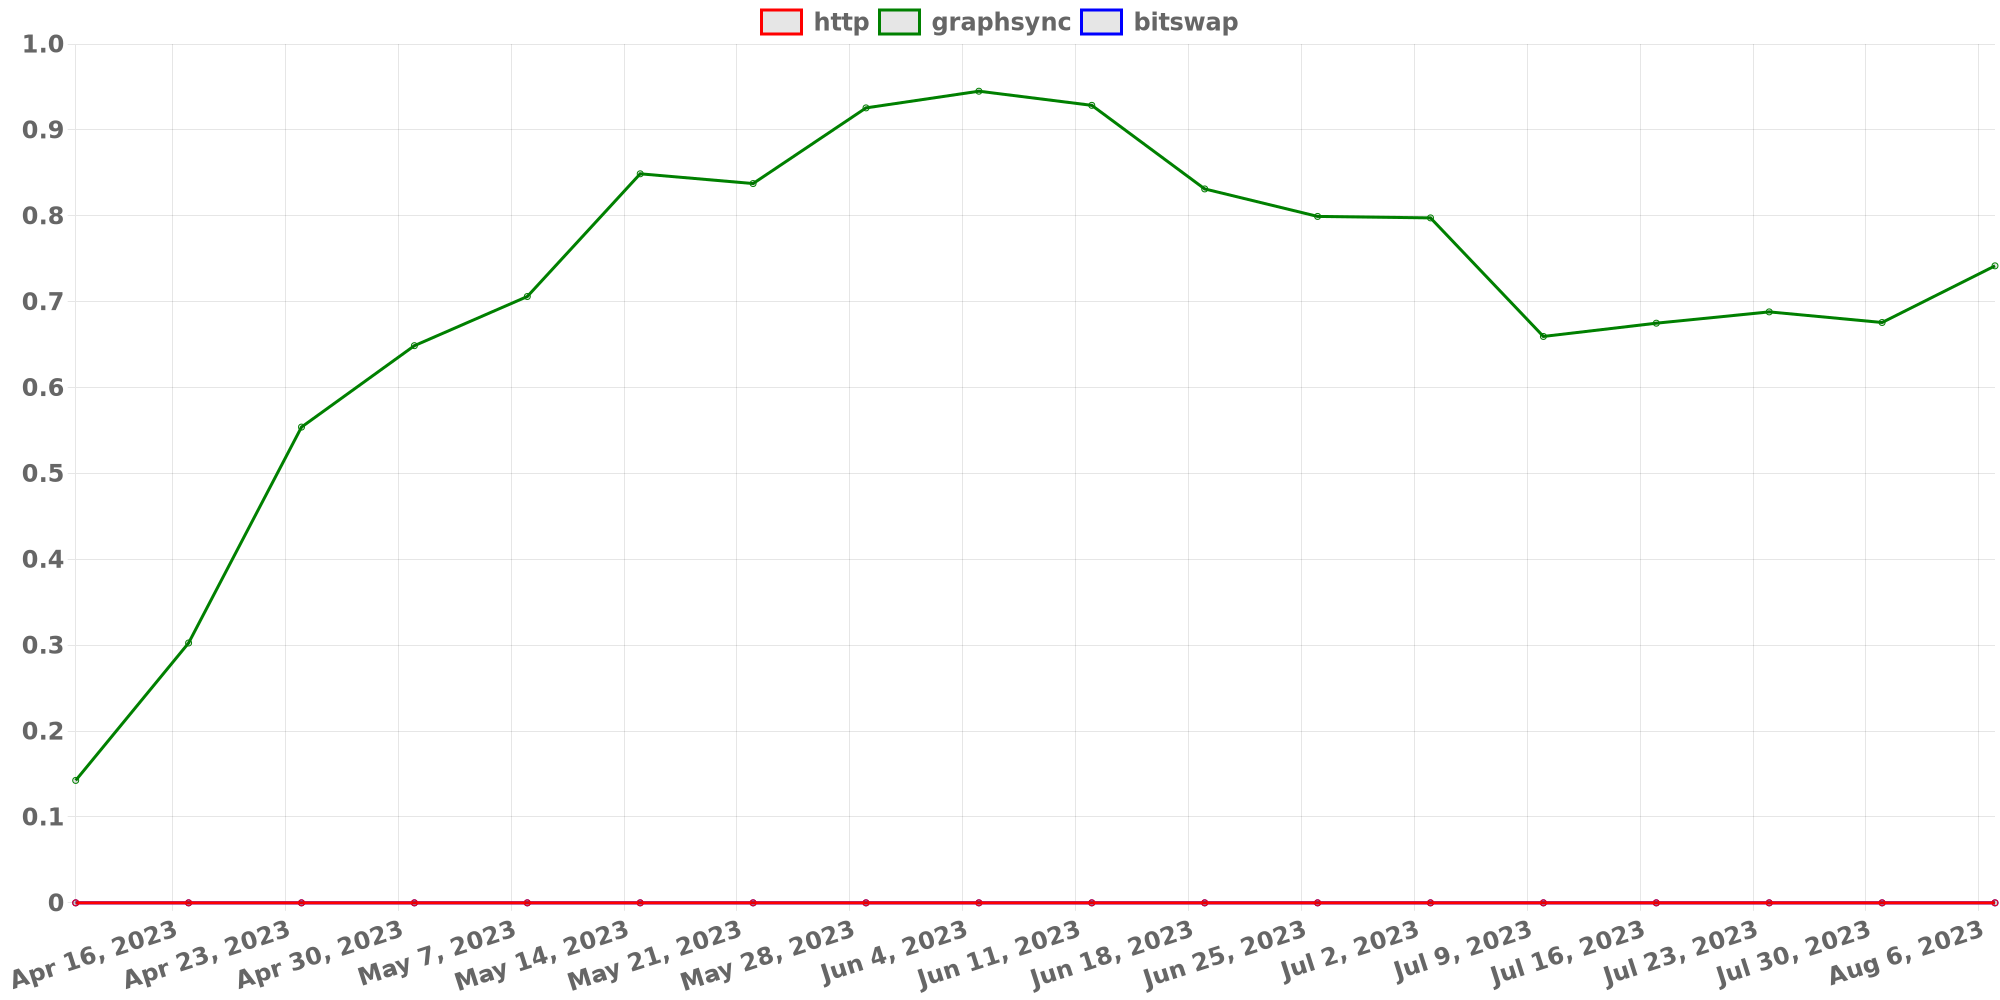 http graphsync bitswap
1.0
0.9
0.8
0.7
0.6
0.5
0.4
0.3
0.2
0.1
0
Apr 16, 2023
Apr 23, 2023
Apr 30, 2023
May 7, 2023
May 14, 2023
May 21, 2023
May 28, 2023
Jun 4, 2023
Jun 11, 2023
Jun 18, 2023
Jun 25, 2023
Jul 2, 2023
Jul 9, 2023
Jul 16, 2023
Jul 23, 2023
Jul 30, 2023
Aug 6, 2023